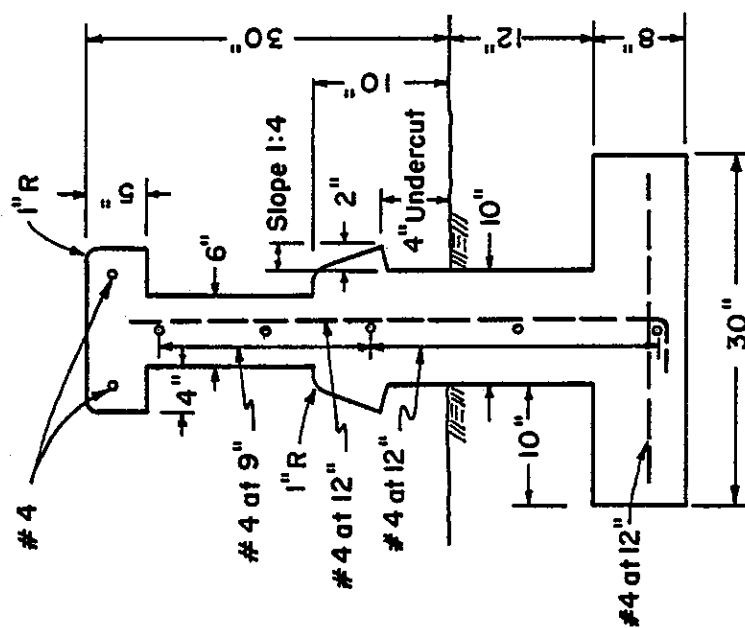 1" R
5"
30"
Slope 1:4
2"
10"
4" Undercut
12"
8"
6"
10"
4"
#4
#4 at 9"
1" R
#4 at 12"
#4 at 12"
10"
30"
#4 at 12"